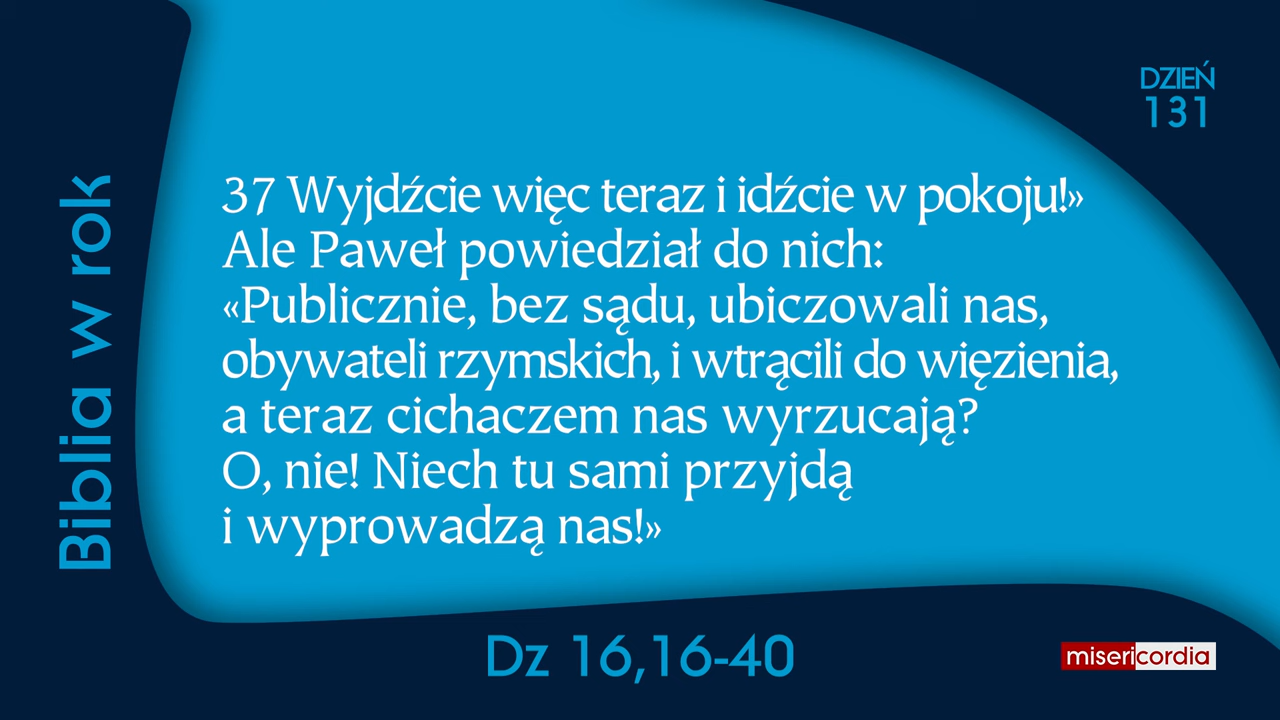 DZIEŃ
131
Biblia w rok
37 Wyjdźcie więc teraz i idźcie w pokoju!»
Ale Paweł powiedział do nich:
«Publicznie, bez sądu, ubiczowali nas,
obywateli rzymskich, i wtrącili do więzienia,
a teraz cichaczem nas wyrzucają?
O, nie! Niech tu sami przyjdą
i wyprowadzą nas!»
Dz 16,16-40
misericordia